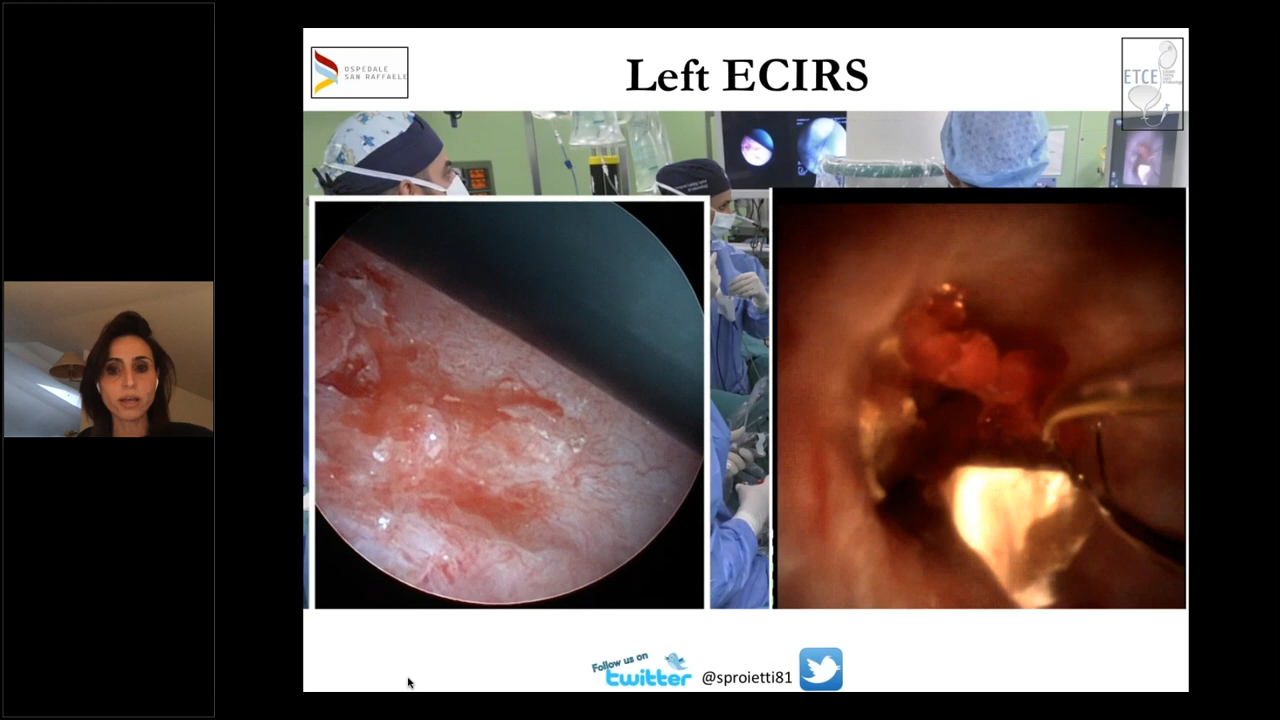 OSPEDALE
SAN RAFFAELE
Left ECIRS
ETCE
Follow us on
twitter
@sproietti81